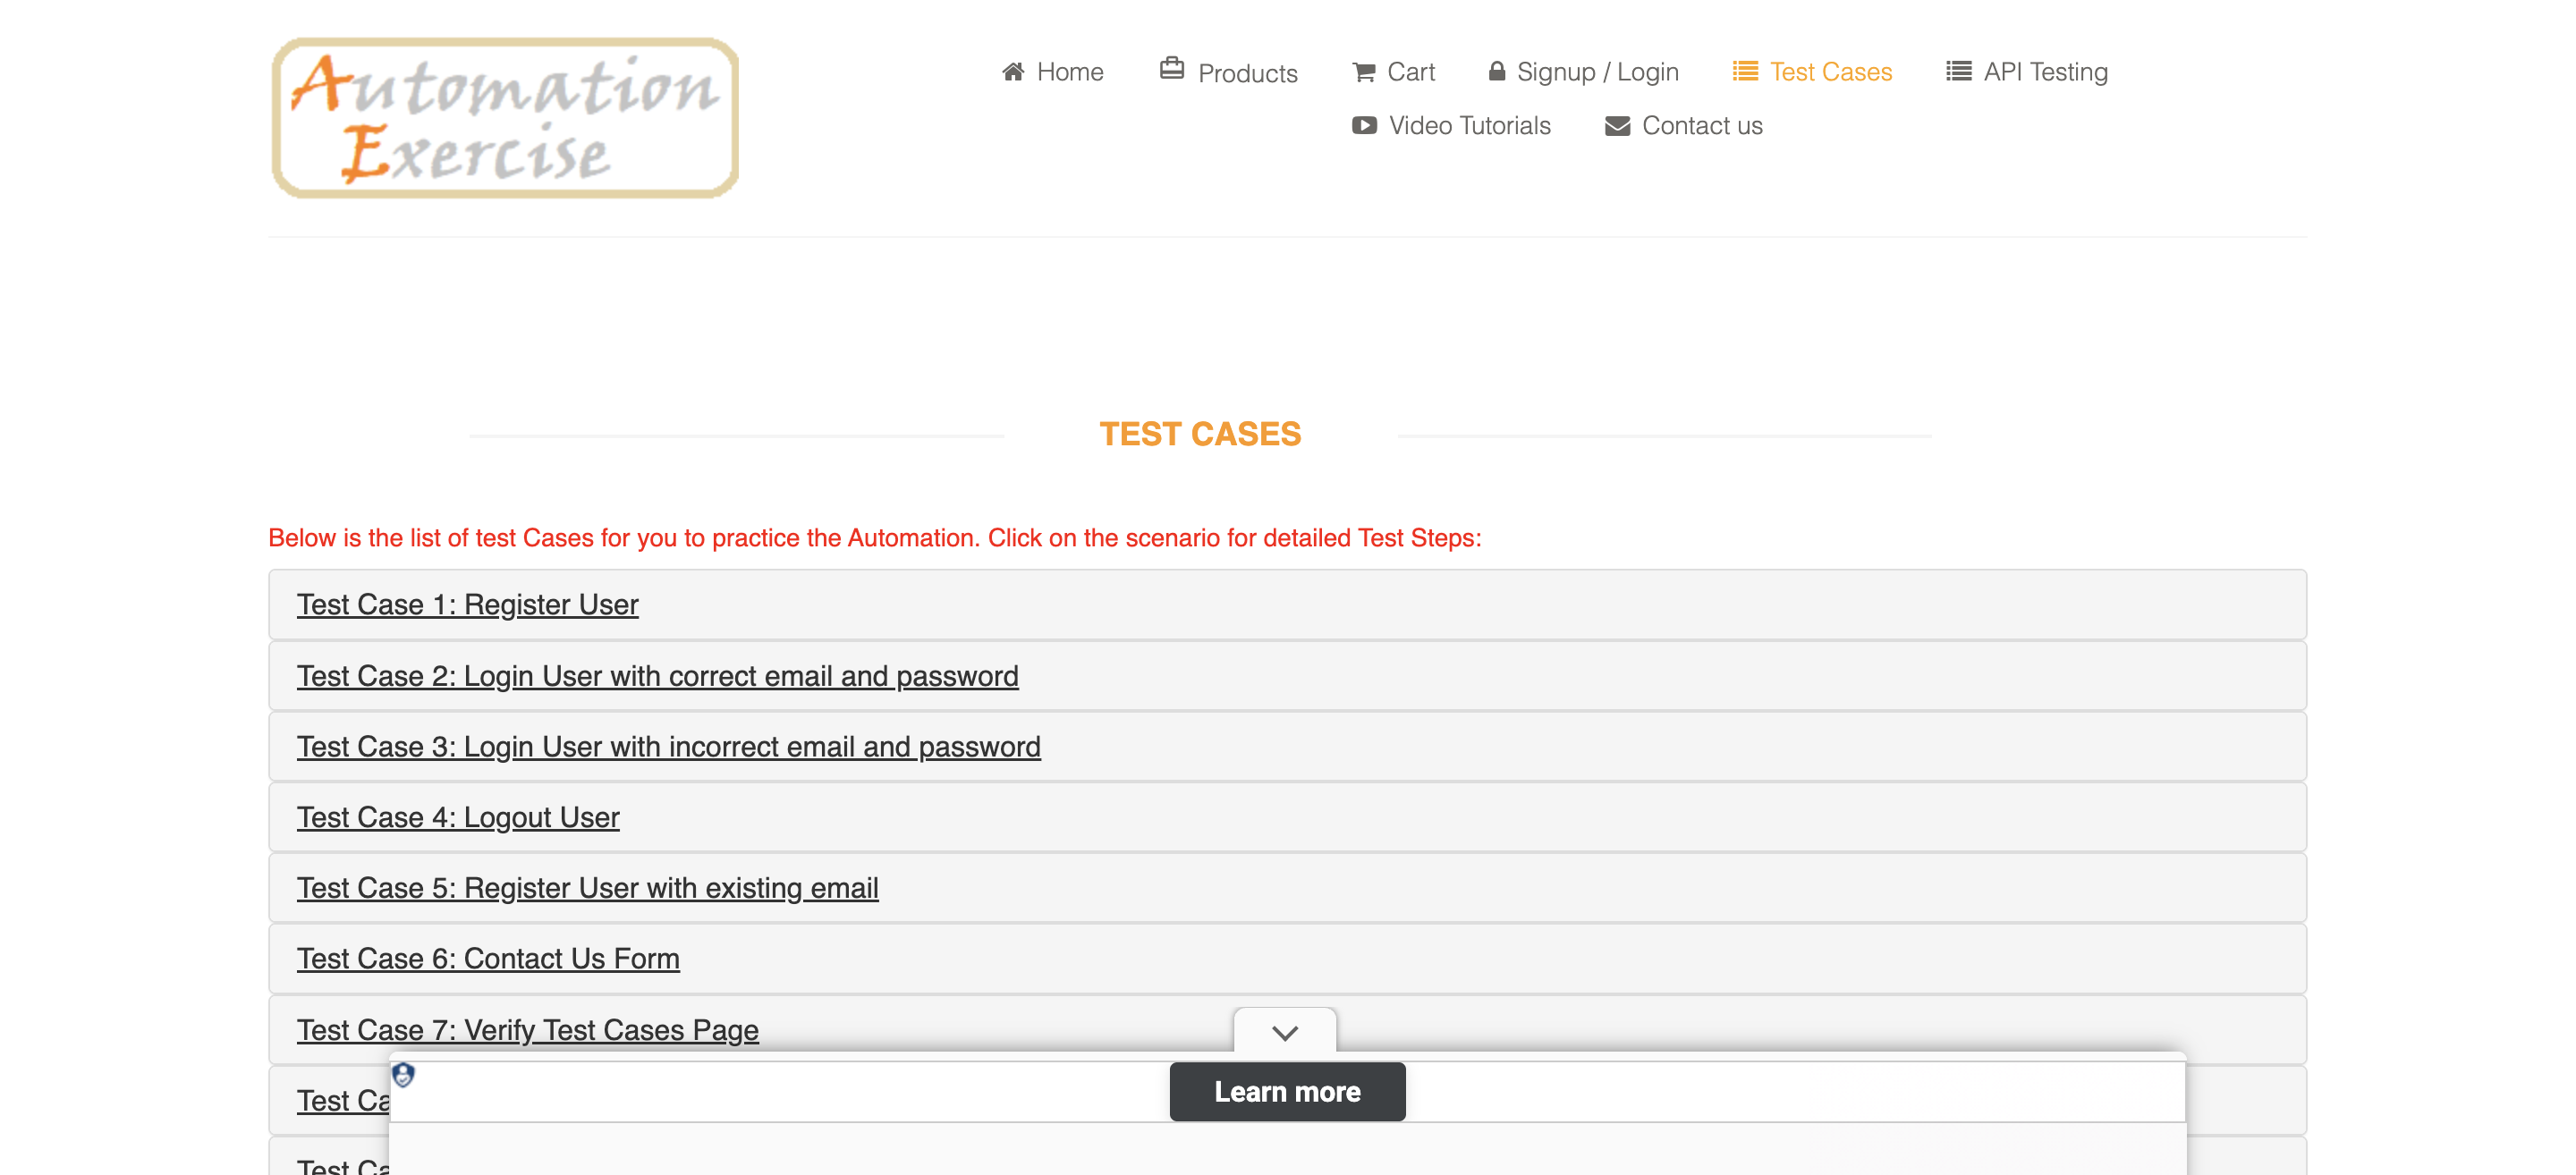 Automation
Exercise
Home Products Cart Signup / Login Test Cases API Testing
Video Tutorials Contact us
TEST CASES
Below is the list of test Cases for you to practice the Automation. Click on the scenario for detailed Test Steps:
Test Case 1: Register User
Test Case 2: Login User with correct email and password
Test Case 3: Login User with incorrect email and password
Test Case 4: Logout User
Test Case 5: Register User with existing email
Test Case 6: Contact Us Form
Test Case 7: Verify Test Cases Page
Test Ca
Learn more
Test Ca